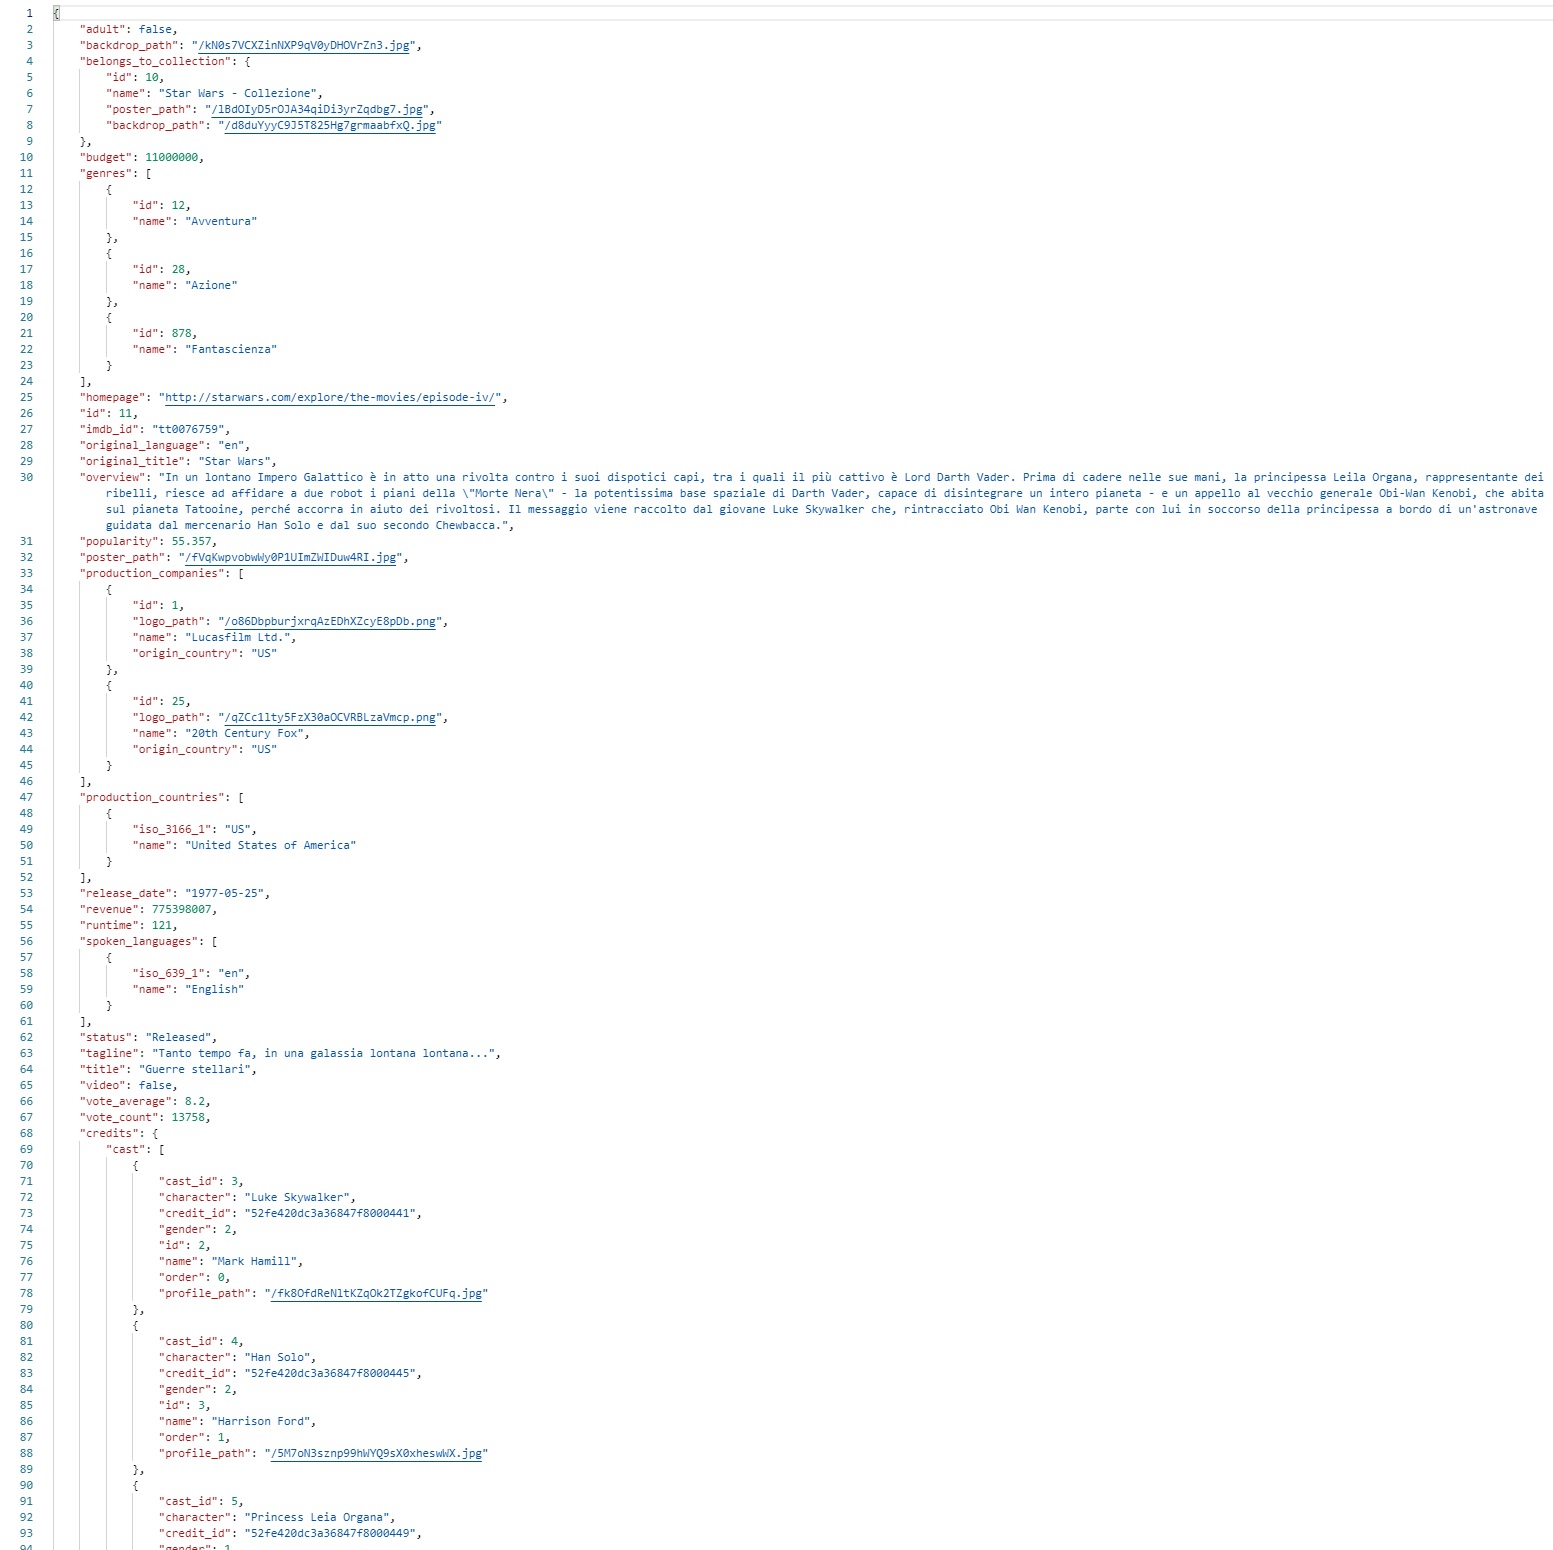 1 {
2 "adult": false,
3 "backdrop_path": "/kN0s7VCXZinNXP9qV0yDHOVrZn3.jpg",
4 "belongs_to_collection": {
5 "id": 10,
6 "name": "Star Wars - Collezione",
7 "poster_path": "/lBdOIyD5rOJA34qiDi3yrZqdbg7.jpg",
8 "backdrop_path": "/d8duYyyC9J5T825Hg7grmaabfxQ.jpg"
9 },
10 "budget": 11000000,
11 "genres": [
12 {
13 "id": 12,
14 "name": "Avventura"
15 },
16 {
17 "id": 28,
18 "name": "Azione"
19 },
20 {
21 "id": 878,
22 "name": "Fantascienza"
23 }
24 ],
25 "homepage": "http://starwars.com/explore/the-movies/episode-iv/",
26 "id": 11,
27 "imdb_id": "tt0076759",
28 "original_language": "en",
29 "original_title": "Star Wars",
30 "overview": "In un lontano Impero Galattico è in atto una rivolta contro i suoi dispotici capi, tra i quali il più cattivo è Lord Darth Vader. Prima di cadere nelle sue mani, la principessa Leila Organa, rappresentante dei
ribelli, riesce ad affidare a due robot i piani della \"Morte Nera\" - la potentissima base spaziale di Darth Vader, capace di disintegrare un intero pianeta - e un appello al vecchio generale Obi-Wan Kenobi, che abita
sul pianeta Tatooine, perché accorra in aiuto dei rivoltosi. Il messaggio viene raccolto dal giovane Luke Skywalker che, rintracciato Obi Wan Kenobi, parte con lui in soccorso della principessa a bordo di un'astronave
guidata dal mercenario Han Solo e dal suo secondo Chewbacca.",
31 "popularity": 55.357,
32 "poster_path": "/fVqKwpvobwWy0P1UImZWIDuw4RI.jpg",
33 "production_companies": [
34 {
35 "id": 1,
36 "logo_path": "/o86DbpburjxrqAzEDhXZcyE8pDb.png",
37 "name": "Lucasfilm Ltd.",
38 "origin_country": "US"
39 },
40 {
41 "id": 25,
42 "logo_path": "/qZCc1lty5FzX30aOCVRBLzaVmcp.png",
43 "name": "20th Century Fox",
44 "origin_country": "US"
45 }
46 ],
47 "production_countries": [
48 {
49 "iso_3166_1": "US",
50 "name": "United States of America"
51 }
52 ],
53 "release_date": "1977-05-25",
54 "revenue": 775398007,
55 "runtime": 121,
56 "spoken_languages": [
57 {
58 "iso_639_1": "en",
59 "name": "English"
60 }
61 ],
62 "status": "Released",
63 "tagline": "Tanto tempo fa, in una galassia lontana lontana...",
64 "title": "Guerre stellari",
65 "video": false,
66 "vote_average": 8.2,
67 "vote_count": 13758,
68 "credits": {
69 "cast": [
70 {
71 "cast_id": 3,
72 "character": "Luke Skywalker",
73 "credit_id": "52fe420dc3a36847f8000441",
74 "gender": 2,
75 "id": 2,
76 "name": "Mark Hamill",
77 "order": 0,
78 "profile_path": "/fk8OfdReNltKZqOk2TZgkofCUFq.jpg"
79 },
80 {
81 "cast_id": 4,
82 "character": "Han Solo",
83 "credit_id": "52fe420dc3a36847f8000445",
84 "gender": 2,
85 "id": 3,
86 "name": "Harrison Ford",
87 "order": 1,
88 "profile_path": "/5M7oN3sznp99hWYQ9sX0xheswWX.jpg"
89 },
90 {
91 "cast_id": 5,
92 "character": "Princess Leia Organa",
93 "credit_id": "52fe420dc3a36847f8000449",
94 "gender": 1